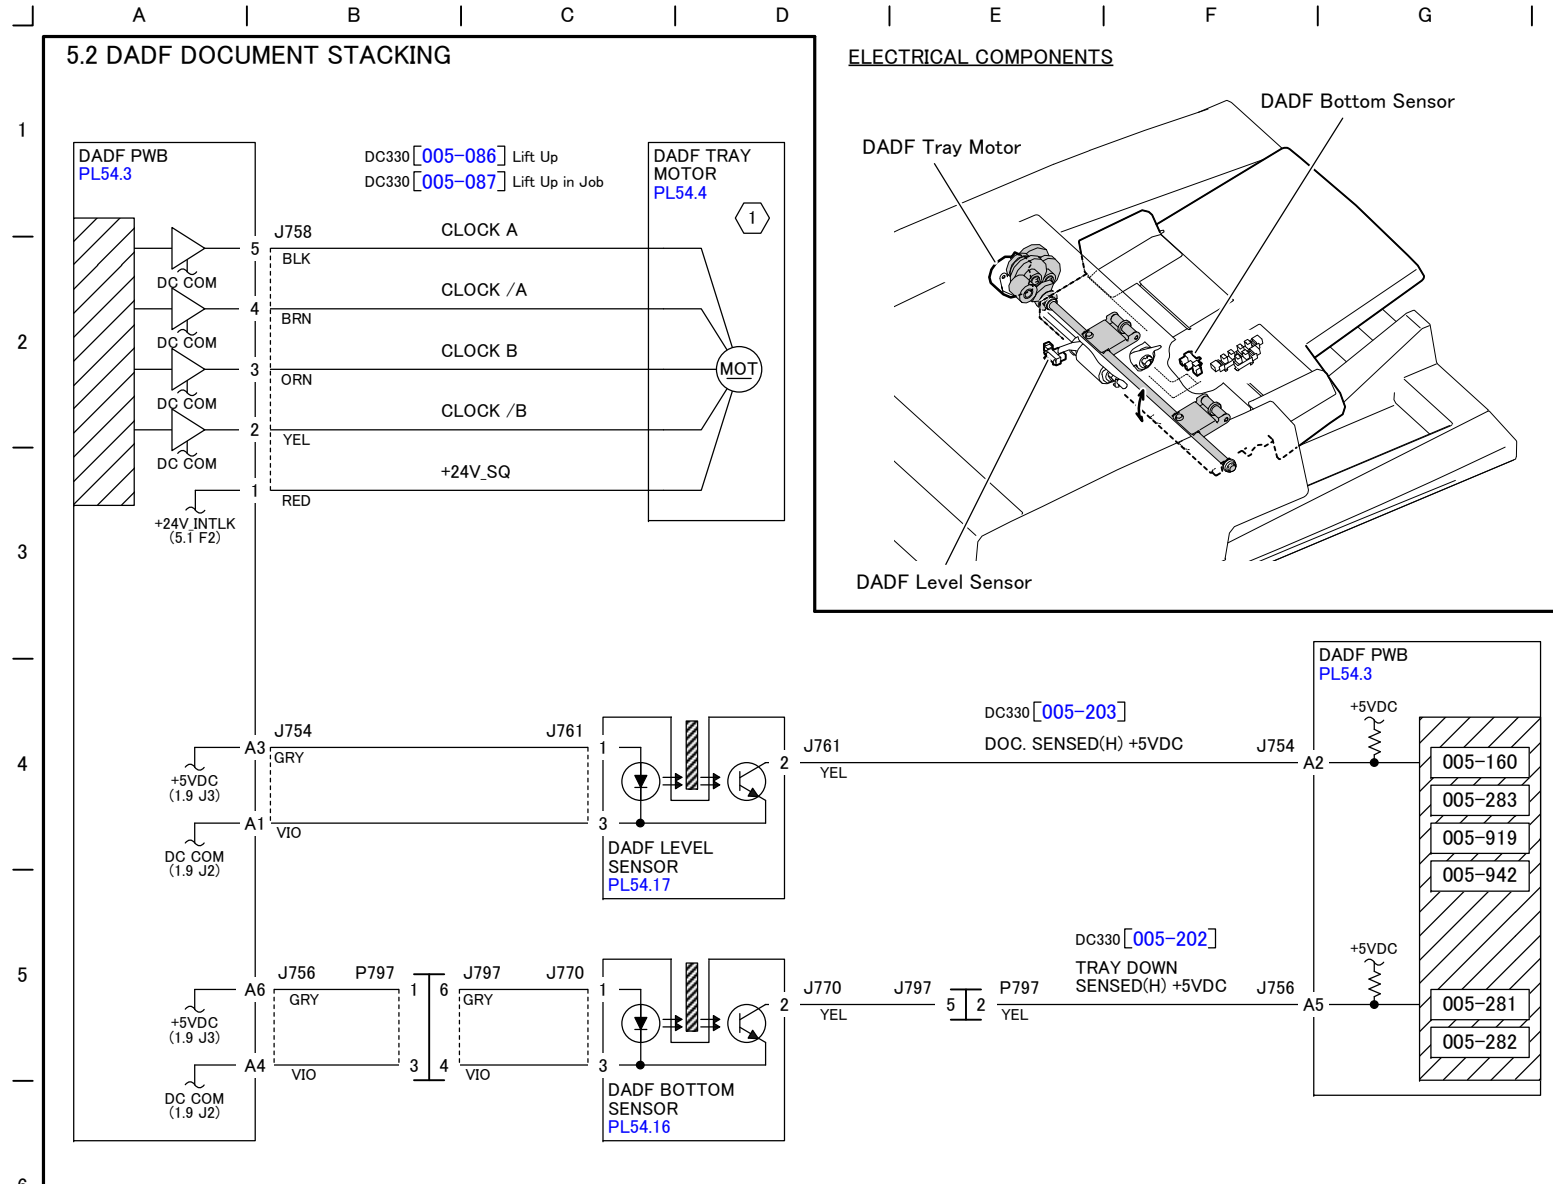 A B C D E F G
5.2 DADF DOCUMENT STACKING
ELECTRICAL COMPONENTS
DADF Bottom Sensor
DADF Tray Motor
DADF Level Sensor
1
2
3
4
5
DADF PWB
PL54.3
DC330[005-086] Lift Up
DC330[005-087] Lift Up in Job
DADF TRAY
MOTOR
PL54.4
1
J758
5
BLK
CLOCK A
DC COM
4
BRN
CLOCK /A
DC COM
3
ORN
CLOCK B
DC COM
2
YEL
CLOCK /B
DC COM
MOT
1
RED
+24V_SQ
+24V_INTLK
(5.1 F2)
J754
A3
GRY
+5VDC
(1.9 J3)
A1
VIO
DC COM
(1.9 J2)
J761
1
3
2
DADF LEVEL
SENSOR
PL54.17
J761
YEL
DC330[005-203]
DOC. SENSED(H) +5VDC
J754
A2
DADF PWB
PL54.3
+5VDC
005-160
005-283
005-919
005-942
J756
A6
GRY
+5VDC
(1.9 J3)
A4
VIO
DC COM
(1.9 J2)
P797
1 6
3 4
J797
GRY
VIO
J770
1
3
2
DADF BOTTOM
SENSOR
PL54.16
J770
YEL
J797
5 2
P797
YEL
DC330[005-202]
TRAY DOWN
SENSED(H) +5VDC
J756
A5
+5VDC
005-281
005-282